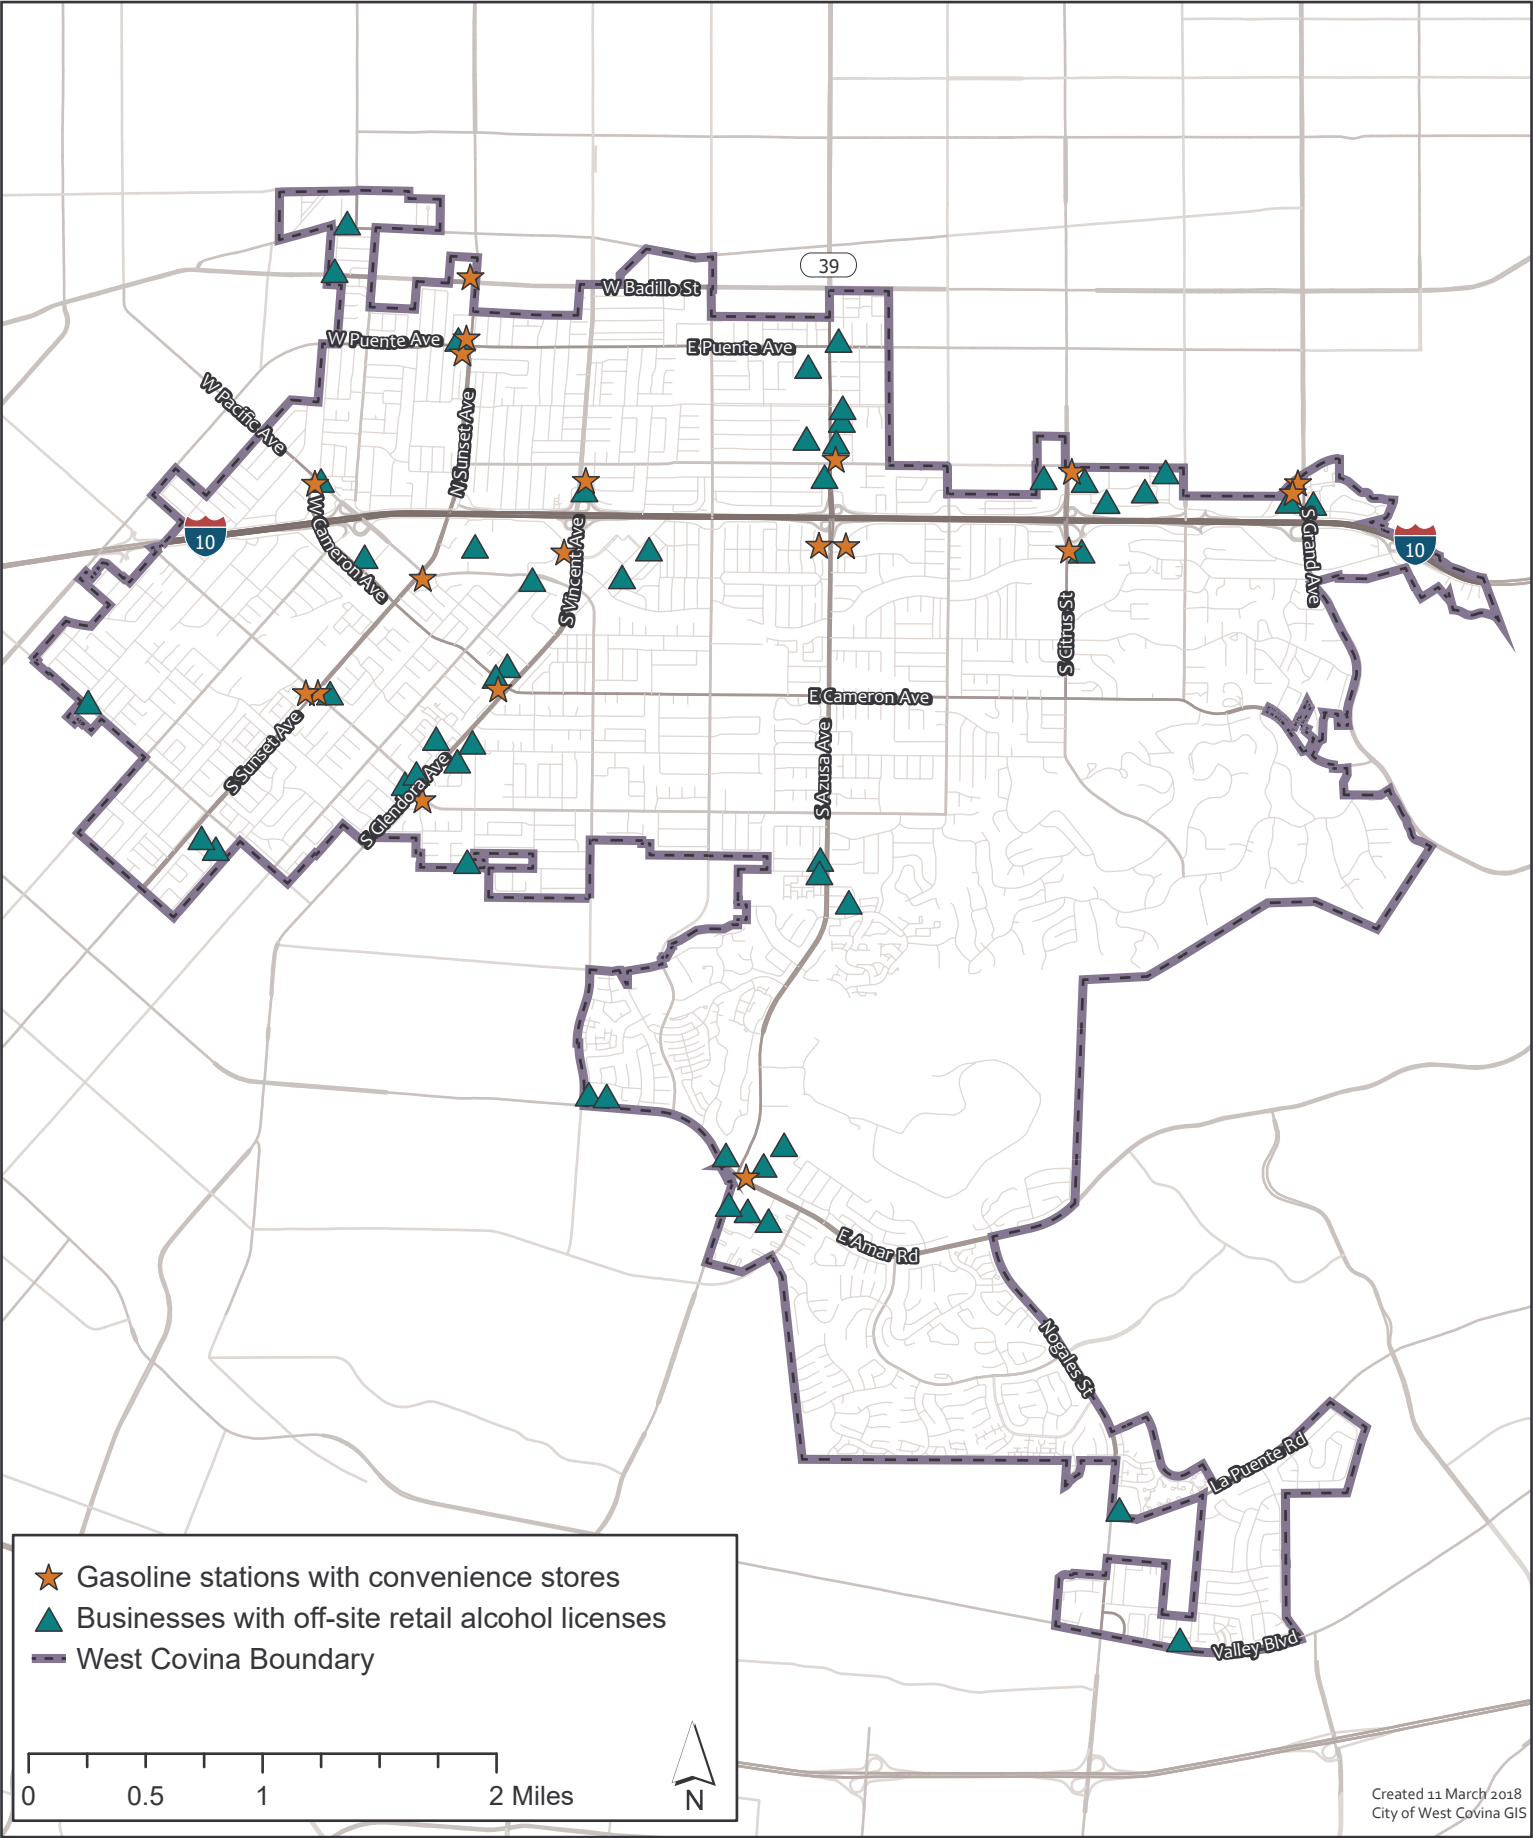 39
W Badillo St
W Puente Ave
E Puente Ave
W Pacific Ave
N Sunset Ave
W Cameron Ave
10
S Vincent Ave
S Grand Ave
10
S Citrus St
E Cameron Ave
S Sunset Ave
S Azusa Ave
S Glendora Ave
E Amar Rd
Nogales St
La Puente Rd
Valley Blvd
Gasoline stations with convenience stores
Businesses with off-site retail alcohol licenses
West Covina Boundary
0 0.5 1 2 Miles
N
Created 11 March 2018
City of West Covina GIS